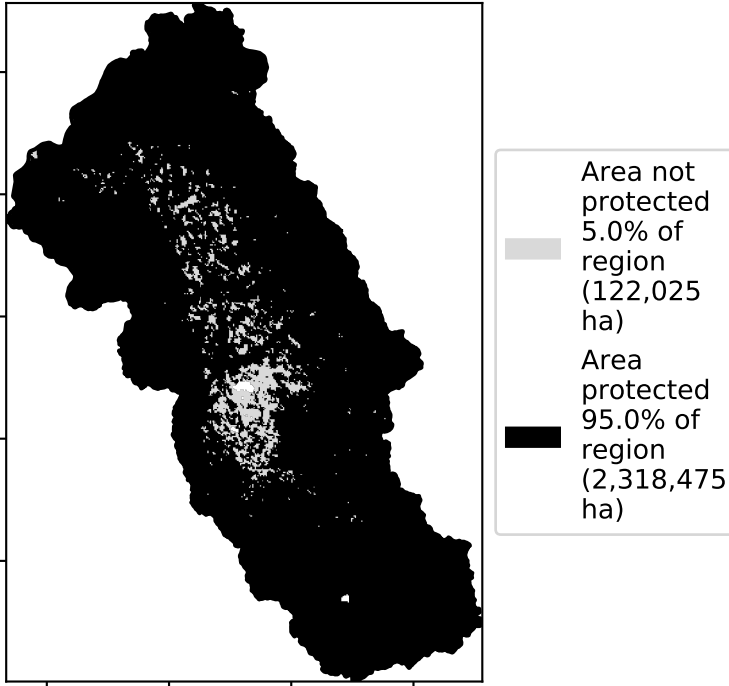 Area not
protected
5.0% of
region
(122,025
ha)
Area
protected
95.0% of
region
(2,318,475
ha)